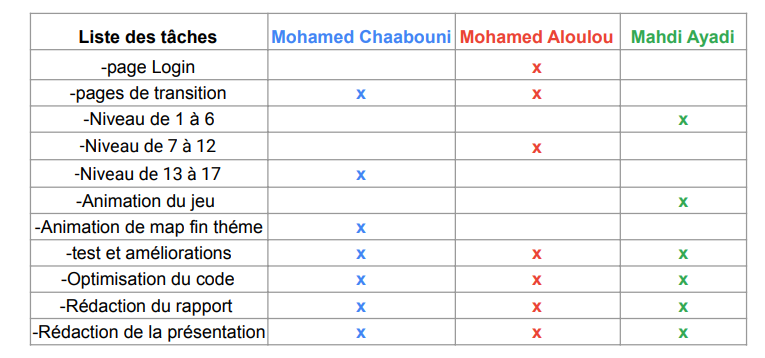 Liste des tâches Mohamed Chaabouni Mohamed Aloulou Mahdi Ayadi
-page Login x
-pages de transition x x
-Niveau de 1 à 6 x
-Niveau de 7 à 12 x
-Niveau de 13 à 17 x
-Animation du jeu x
-Animation de map fin théme x
-test et améliorations x x x
-Optimisation du code x x x
-Rédaction du rapport x x x
-Rédaction de la présentation x x x